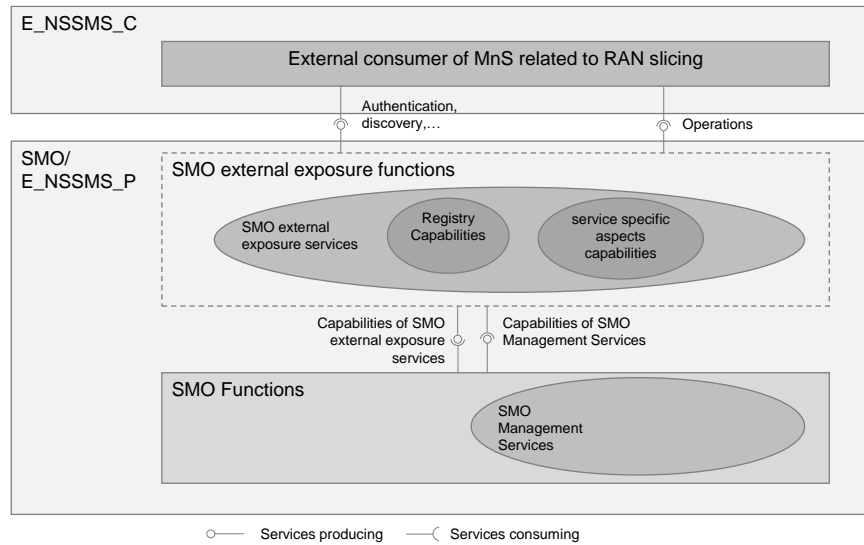 E_NSSMS_C
External consumer of MnS related to RAN slicing
Authentication,
discovery,…
Operations
SMO/
E_NSSMS_P
SMO external exposure functions
SMO external
exposure services
Registry
Capabilities
service specific
aspects
capabilities
Capabilities of SMO
external exposure
services
Capabilities of SMO
Management Services
SMO Functions
SMO
Management
Services
Services producing
Services consuming